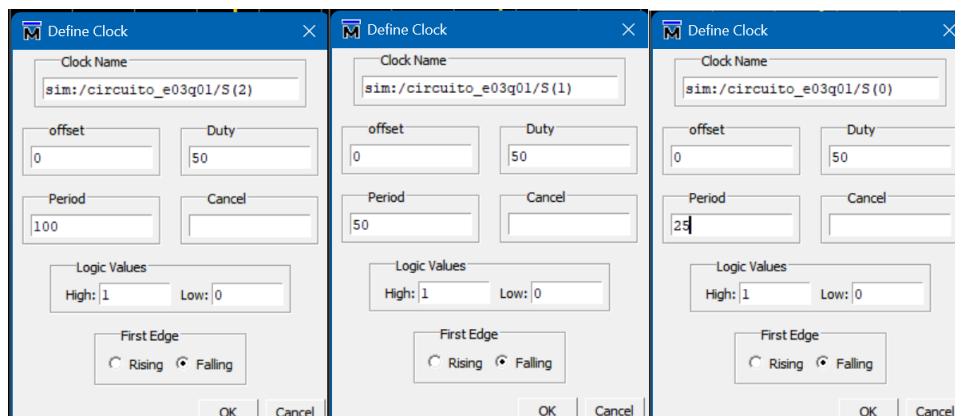 Define Clock
Clock Name
sim:/circuito_e03q01/S(2)
offset
Duty
0
50
Period
Cancel
100
Logic Values
High: 1 Low: 0
First Edge
Rising Falling
OK Cancel
Define Clock
Clock Name
sim:/circuito_e03q01/S(1)
offset
Duty
0
50
Period
Cancel
50
Logic Values
High: 1 Low: 0
First Edge
Rising Falling
OK Cancel
Define Clock
Clock Name
sim:/circuito_e03q01/S(0)
offset
Duty
0
50
Period
Cancel
25
Logic Values
High: 1 Low: 0
First Edge
Rising Falling
OK Cancel